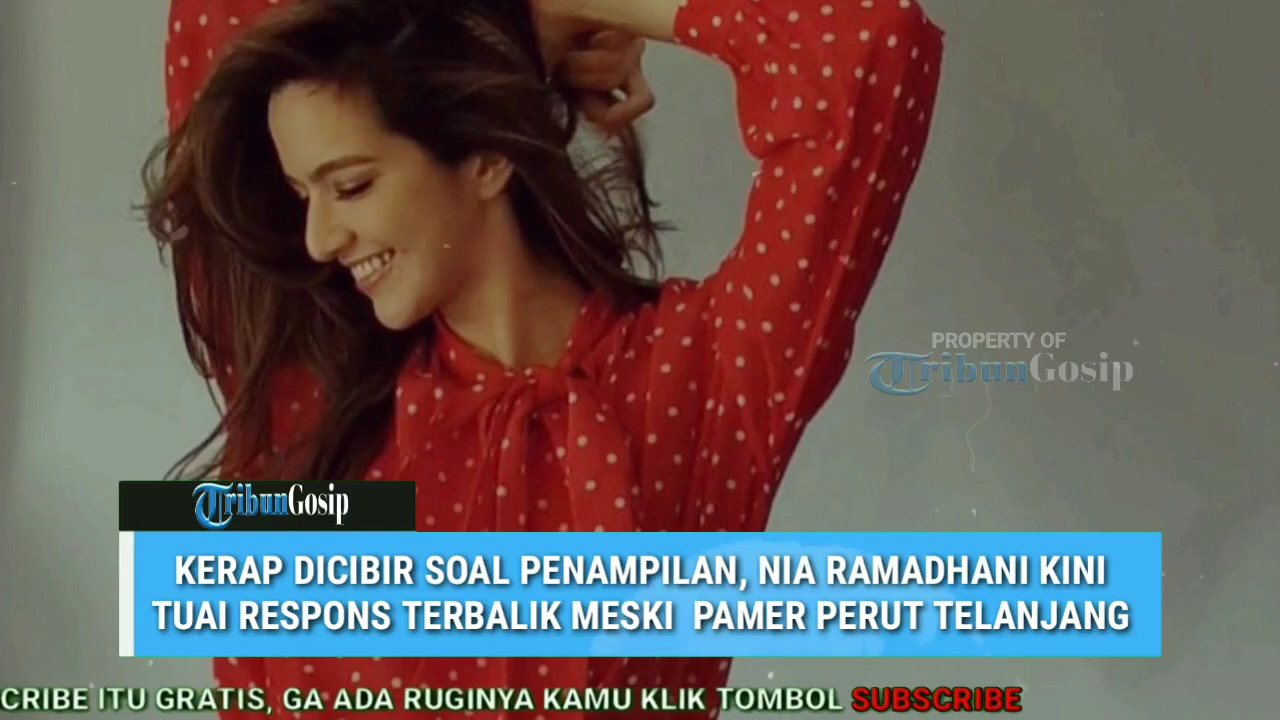 PROPERTY OF
TribunGosip
TribunGosip
KERAP DICIBIR SOAL PENAMPILAN, NIA RAMADHANI KINI
TUAI RESPONS TERBALIK MESKI PAMER PERUT TELANJANG
CRIBE ITU GRATIS, GA ADA RUGINYA KAMU KLIK TOMBOL SUBSCRIBE